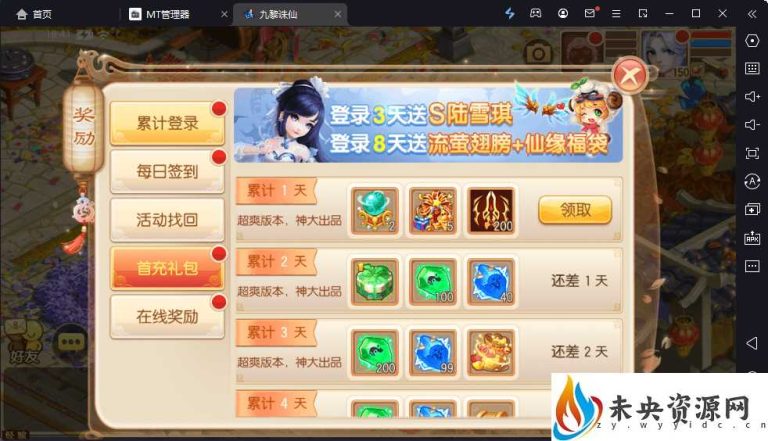 首页
MT管理器
九黎诛仙
150
奖励
累计登录
每日签到
活动找回
首充礼包
在线奖励
登录3天送S陆雪琪
登录8天送流萤翅膀+仙缘福袋
累计 1 天
超爽版本,神大出品
2
5
200
领取
累计 2 天
超爽版本,神大出品
100
40
还差 1 天
累计 3 天
超爽版本,神大出品
200
99
还差 2 天
累计 4 天
好友
APK
未央资源网
zy.wyyidc.cn